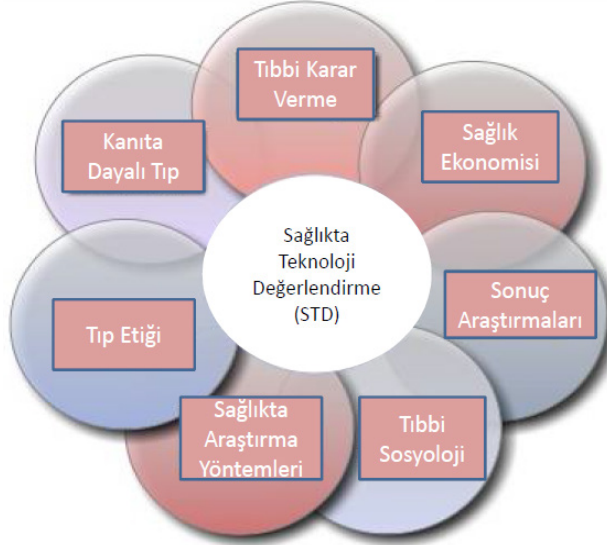 Tıbbi Karar
Verme
Sağlık
Ekonomisi
Kanıta
Dayalı Tıp
Sağlıkta
Teknoloji
Değerlendirme
(STD)
Sonuç
Araştırmaları
Tıp Etiği
Sağlıkta
Araştırma
Yöntemleri
Tıbbi
Sosyoloji